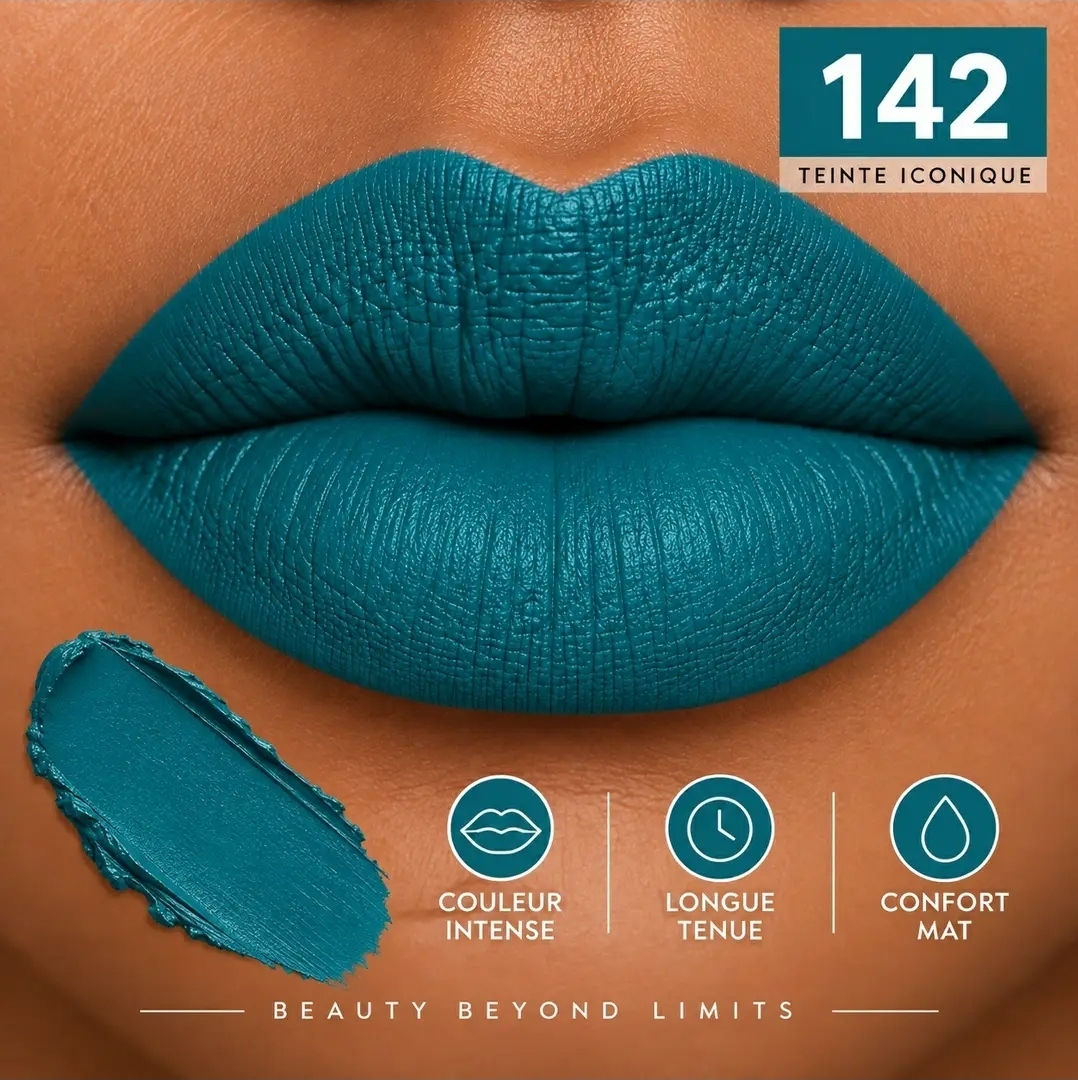 142
TEINTE ICONIQUE
COULEUR
INTENSE
LONGUE
TENUE
CONFORT
MAT
BEAUTY BEYOND LIMITS